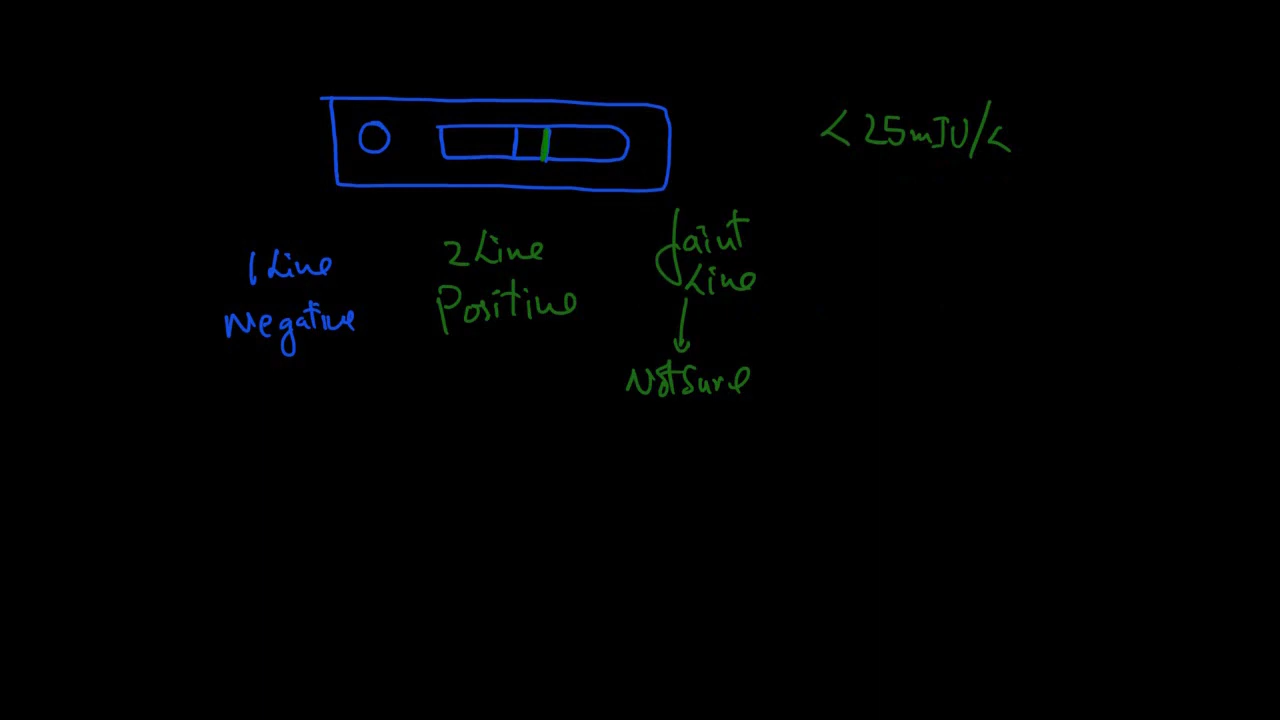 < 25mIU/L
1 Line
Negative
2 Line
Positive
faint
Line
Not Sure